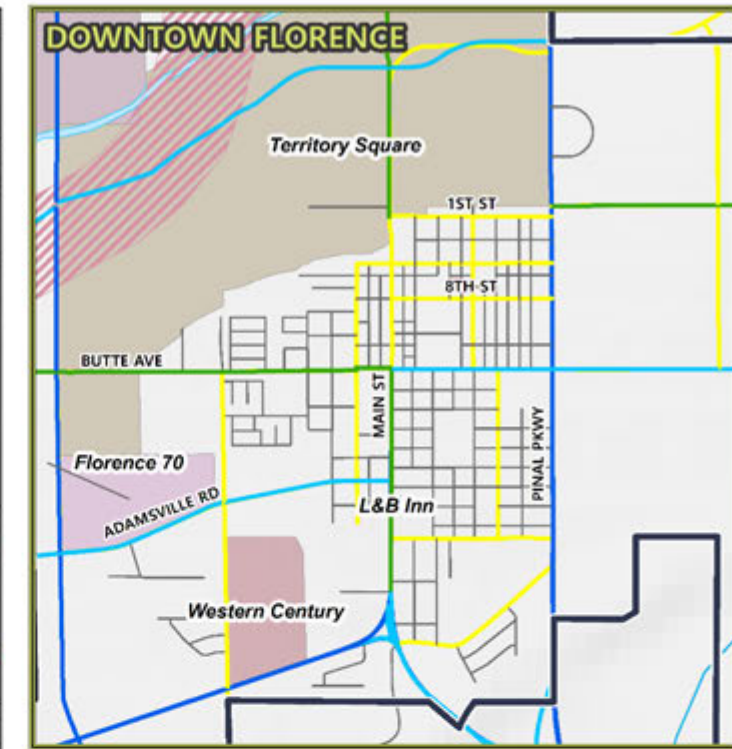 DOWNTOWN FLORENCE
Territory Square
1ST ST
8TH ST
BUTTE AVE
MAIN ST
PINAL PKWY
Florence 70
ADAMSVILLE RD
L&B Inn
Western Century